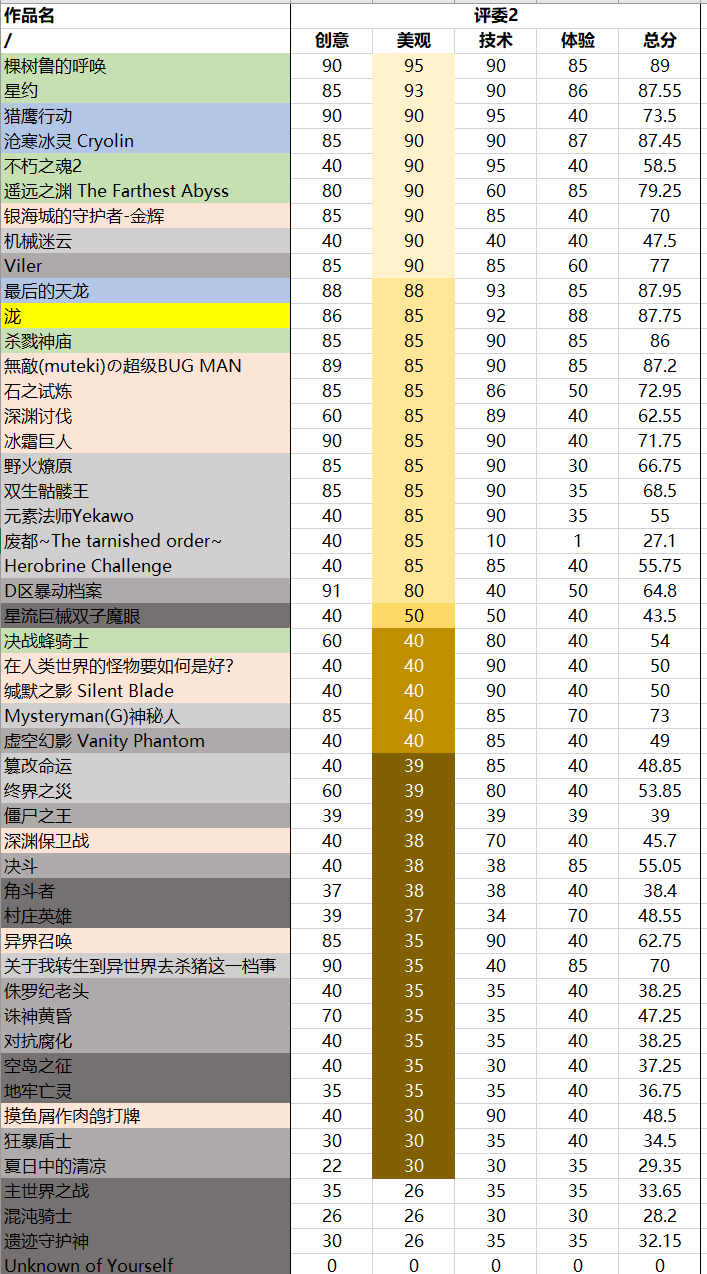 作品名 评委2
/ 创意 美观 技术 体验 总分
棵树鲁的呼唤 90 95 90 85 89
星约 85 93 90 86 87.55
猎鹰行动 90 90 95 40 73.5
沧寒冰灵 Cryolin 85 90 90 87 87.45
不朽之魂2 40 90 95 40 58.5
遥远之渊 The Farthest Abyss 80 90 60 85 79.25
银海城的守护者-金辉 85 90 85 40 70
机械迷云 40 90 40 40 47.5
Viler 85 90 85 60 77
最后的天龙 88 88 93 85 87.95
泷 86 85 92 88 87.75
杀戮神庙 85 85 90 85 86
無敵(muteki)の超级BUG MAN 89 85 90 85 87.2
石之试炼 85 85 86 50 72.95
深渊讨伐 60 85 89 40 62.55
冰霜巨人 90 85 90 40 71.75
野火燎原 85 85 90 30 66.75
双生骷髅王 85 85 90 35 68.5
元素法师Yekawo 40 85 90 35 55
废都~The tarnished order~ 40 85 10 1 27.1
Herobrine Challenge 40 85 85 40 55.75
D区暴动档案 91 80 40 50 64.8
星流巨械双子魔眼 40 50 50 40 43.5
决战蜂骑士 60 40 80 40 54
在人类世界的怪物要如何是好? 40 40 90 40 50
缄默之影 Silent Blade 40 40 90 40 50
Mysteryman(G)神秘人 85 40 85 70 73
虚空幻影 Vanity Phantom 40 40 85 40 49
篡改命运 40 39 85 40 48.85
终界之災 60 39 80 40 53.85
僵尸之王 39 39 39 39 39
深渊保卫战 40 38 70 40 45.7
决斗 40 38 38 85 55.05
角斗者 37 38 38 40 38.4
村庄英雄 39 37 34 70 48.55
异界召唤 85 35 90 40 62.75
关于我转生到异世界去杀猪这一档事 90 35 40 85 70
侏罗纪老头 40 35 35 40 38.25
诛神黄昏 70 35 35 40 47.25
对抗腐化 40 35 35 40 38.25
空岛之征 40 35 30 40 37.25
地牢亡灵 35 35 35 40 36.75
摸鱼屑作肉鸽打牌 40 30 90 40 48.5
狂暴盾士 30 30 35 40 34.5
夏日中的清凉 22 30 30 35 29.35
主世界之战 35 26 35 35 33.65
混沌骑士 26 26 30 30 28.2
遗迹守护神 30 26 35 35 32.15
Unknown of Yourself 0 0 0 0 0